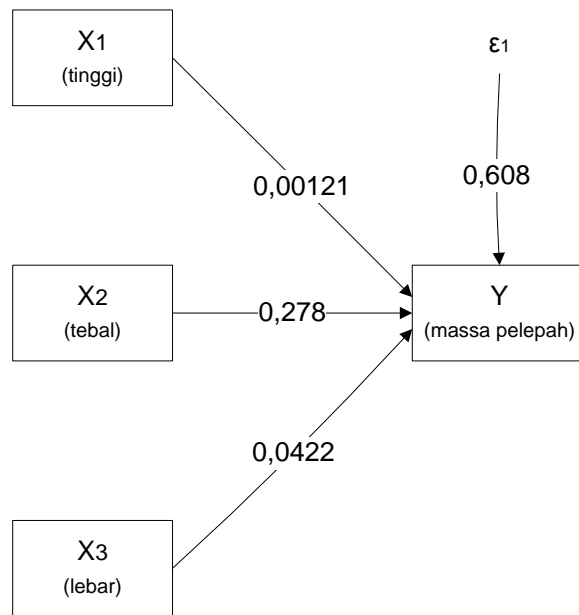 X1
(tinggi)
ε1
0,00121
0,608
X2
(tebal)
0,278
Y
(massa pelepah)
0,0422
X3
(lebar)